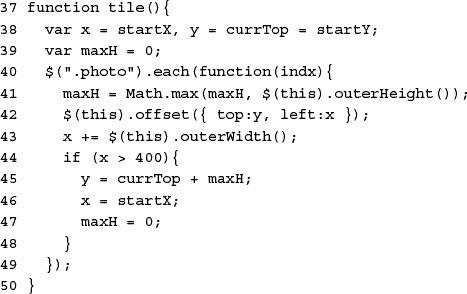 37 function tile(){
38   var x = startX, y = currTop = startY;
39   var maxH = 0;
40   $(".photo").each(function(indx){
41     maxH = Math.max(maxH, $(this).outerHeight());
42     $(this).offset({ top:y, left:x });
43     x += $(this).outerWidth();
44     if (x > 400){
45       y = currTop + maxH;
46       x = startX;
47       maxH = 0;
48     }
49   });
50 }